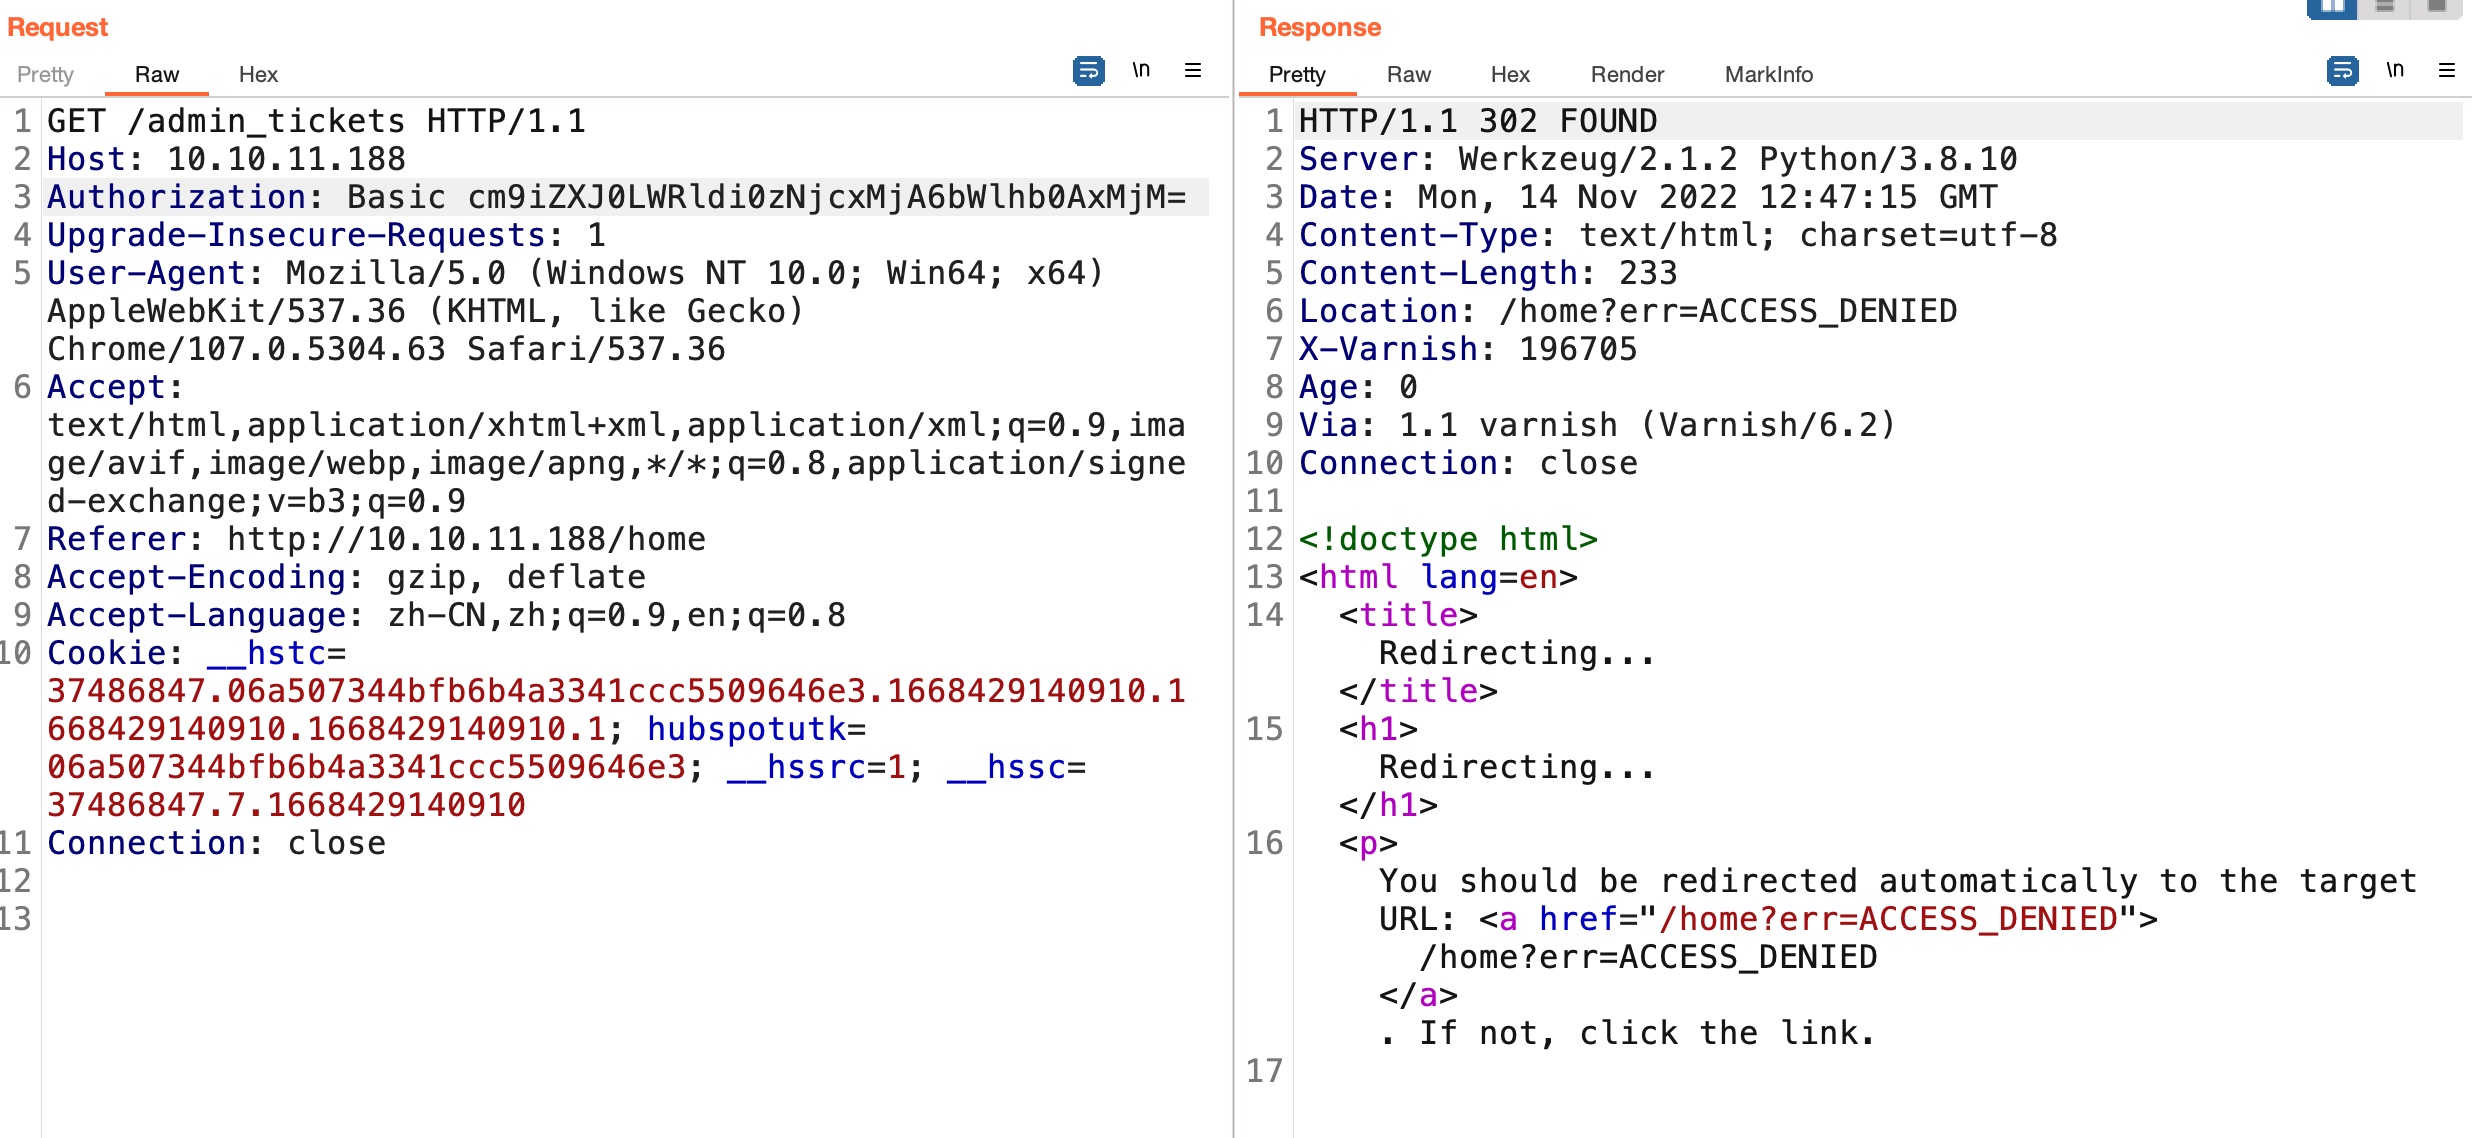 Request
Pretty Raw Hex \n
1 GET /admin_tickets HTTP/1.1
2 Host: 10.10.11.188
3 Authorization: Basic cm9iZXJ0LWRldi0zNjcxMjA6bWlhb0AxMjM=
4 Upgrade-Insecure-Requests: 1
5 User-Agent: Mozilla/5.0 (Windows NT 10.0; Win64; x64)
AppleWebKit/537.36 (KHTML, like Gecko)
Chrome/107.0.5304.63 Safari/537.36
6 Accept:
text/html,application/xhtml+xml,application/xml;q=0.9,ima
ge/avif,image/webp,image/apng,*/*;q=0.8,application/signe
d-exchange;v=b3;q=0.9
7 Referer: http://10.10.11.188/home
8 Accept-Encoding: gzip, deflate
9 Accept-Language: zh-CN,zh;q=0.9,en;q=0.8
10 Cookie: __hstc=
37486847.06a507344bfb6b4a3341ccc5509646e3.1668429140910.1
668429140910.1668429140910.1; hubspotutk=
06a507344bfb6b4a3341ccc5509646e3; __hssrc=1; __hssc=
37486847.7.1668429140910
11 Connection: close
12
13
Response
Pretty Raw Hex Render MarkInfo \n
1 HTTP/1.1 302 FOUND
2 Server: Werkzeug/2.1.2 Python/3.8.10
3 Date: Mon, 14 Nov 2022 12:47:15 GMT
4 Content-Type: text/html; charset=utf-8
5 Content-Length: 233
6 Location: /home?err=ACCESS_DENIED
7 X-Varnish: 196705
8 Age: 0
9 Via: 1.1 varnish (Varnish/6.2)
10 Connection: close
11
12 <!doctype html>
13 <html lang=en>
14 <title>
Redirecting...
</title>
15 <h1>
Redirecting...
</h1>
16 <p>
You should be redirected automatically to the target
URL: <a href="/home?err=ACCESS_DENIED">
/home?err=ACCESS_DENIED
</a>
. If not, click the link.
17